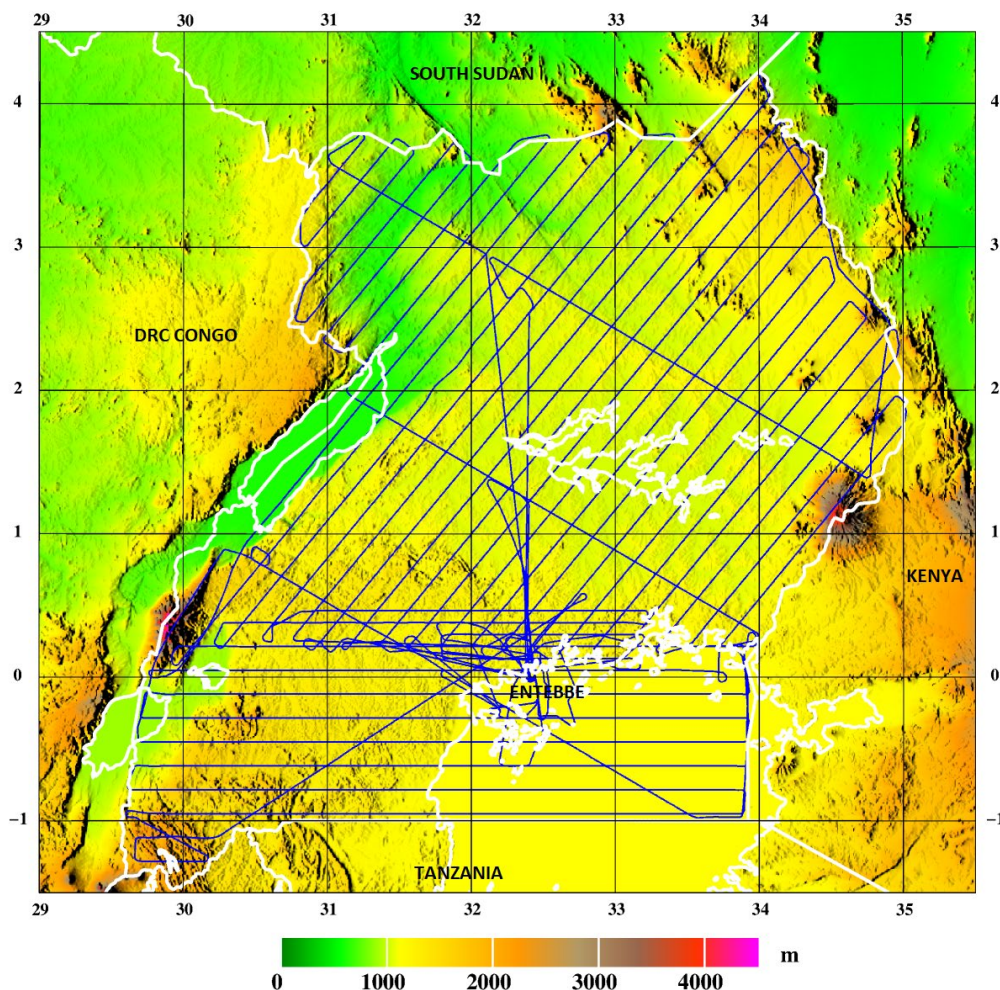 29 30 31 32 33 34 35
4 4
SOUTH SUDAN
3 3
DRC CONGO
2 2
1 1
KENYA
0 0
ENTEBBE
-1 -1
TANZANIA
29 30 31 32 33 34 35
0 1000 2000 3000 4000 m